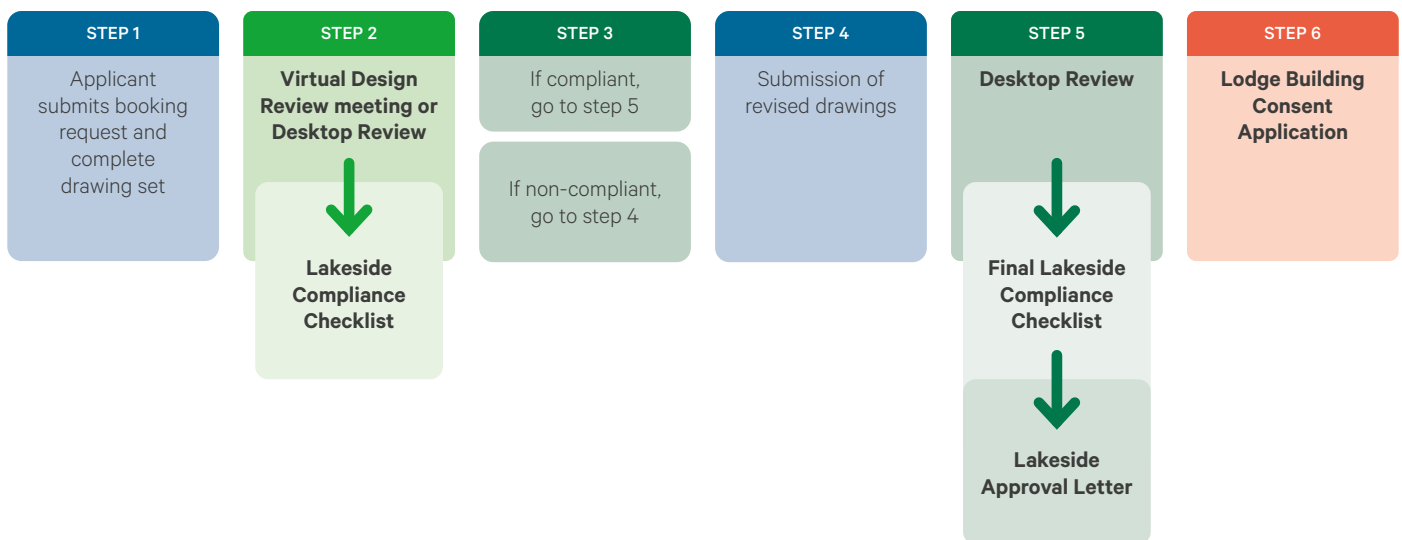 STEP 1
Applicant
submits booking
request and
complete
drawing set
STEP 2
Virtual Design
Review meeting or
Desktop Review
Lakeside
Compliance
Checklist
STEP 3
If compliant,
go to step 5
If non-compliant,
go to step 4
STEP 4
Submission of
revised drawings
STEP 5
Desktop Review
Final Lakeside
Compliance
Checklist
Lakeside
Approval Letter
STEP 6
Lodge Building
Consent
Application